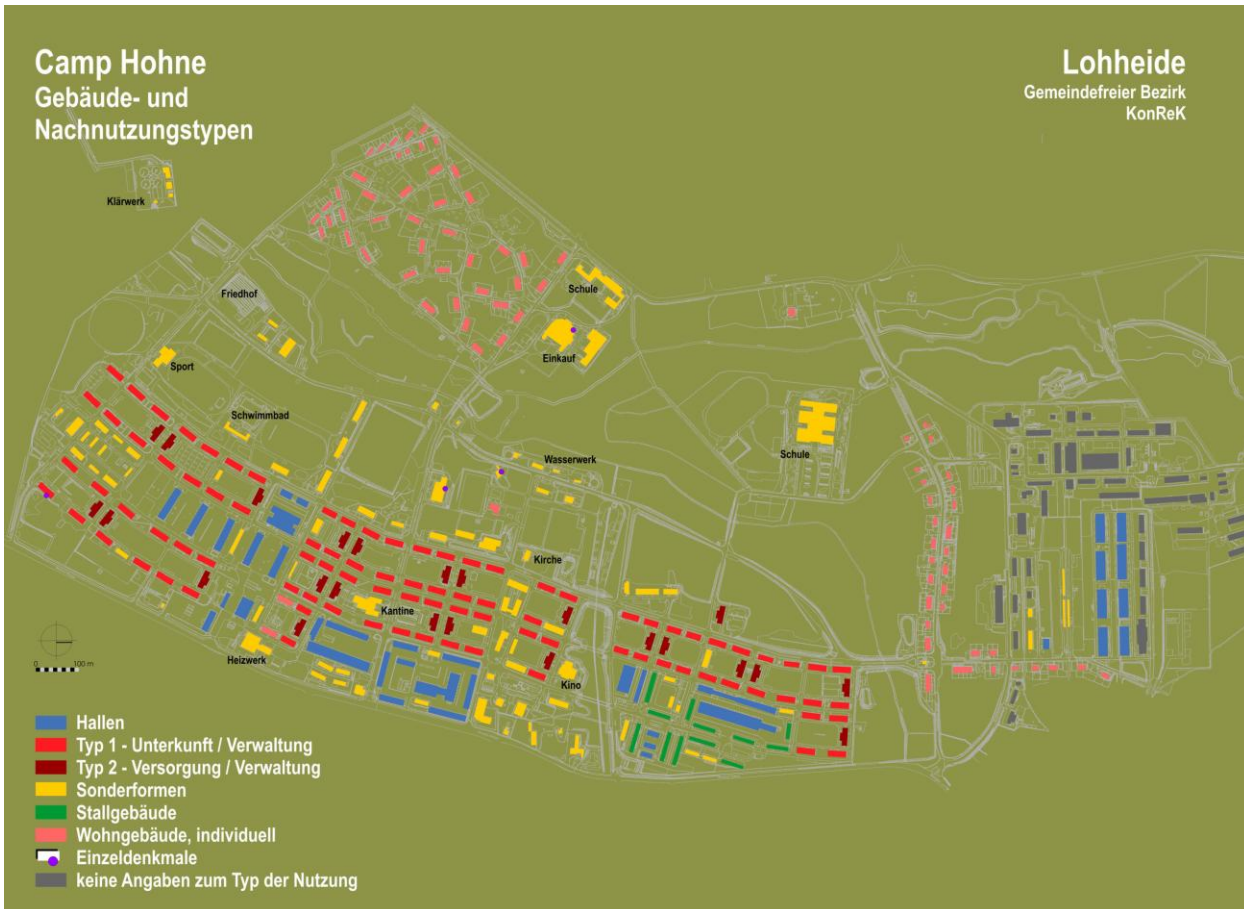 Camp Hohne
Gebäude- und
Nachnutzungstypen
Lohheide
Gemeindefreier Bezirk
KonReK
Klärwerk
Friedhof
Schule
Einkauf
Sport
Schwimmbad
Wasserwerk
Schule
Kirche
Kantine
Heizwerk
Kino
0 100 m
Hallen
Typ 1 - Unterkunft / Verwaltung
Typ 2 - Versorgung / Verwaltung
Sonderformen
Stallgebäude
Wohngebäude, individuell
Einzeldenkmale
keine Angaben zum Typ der Nutzung